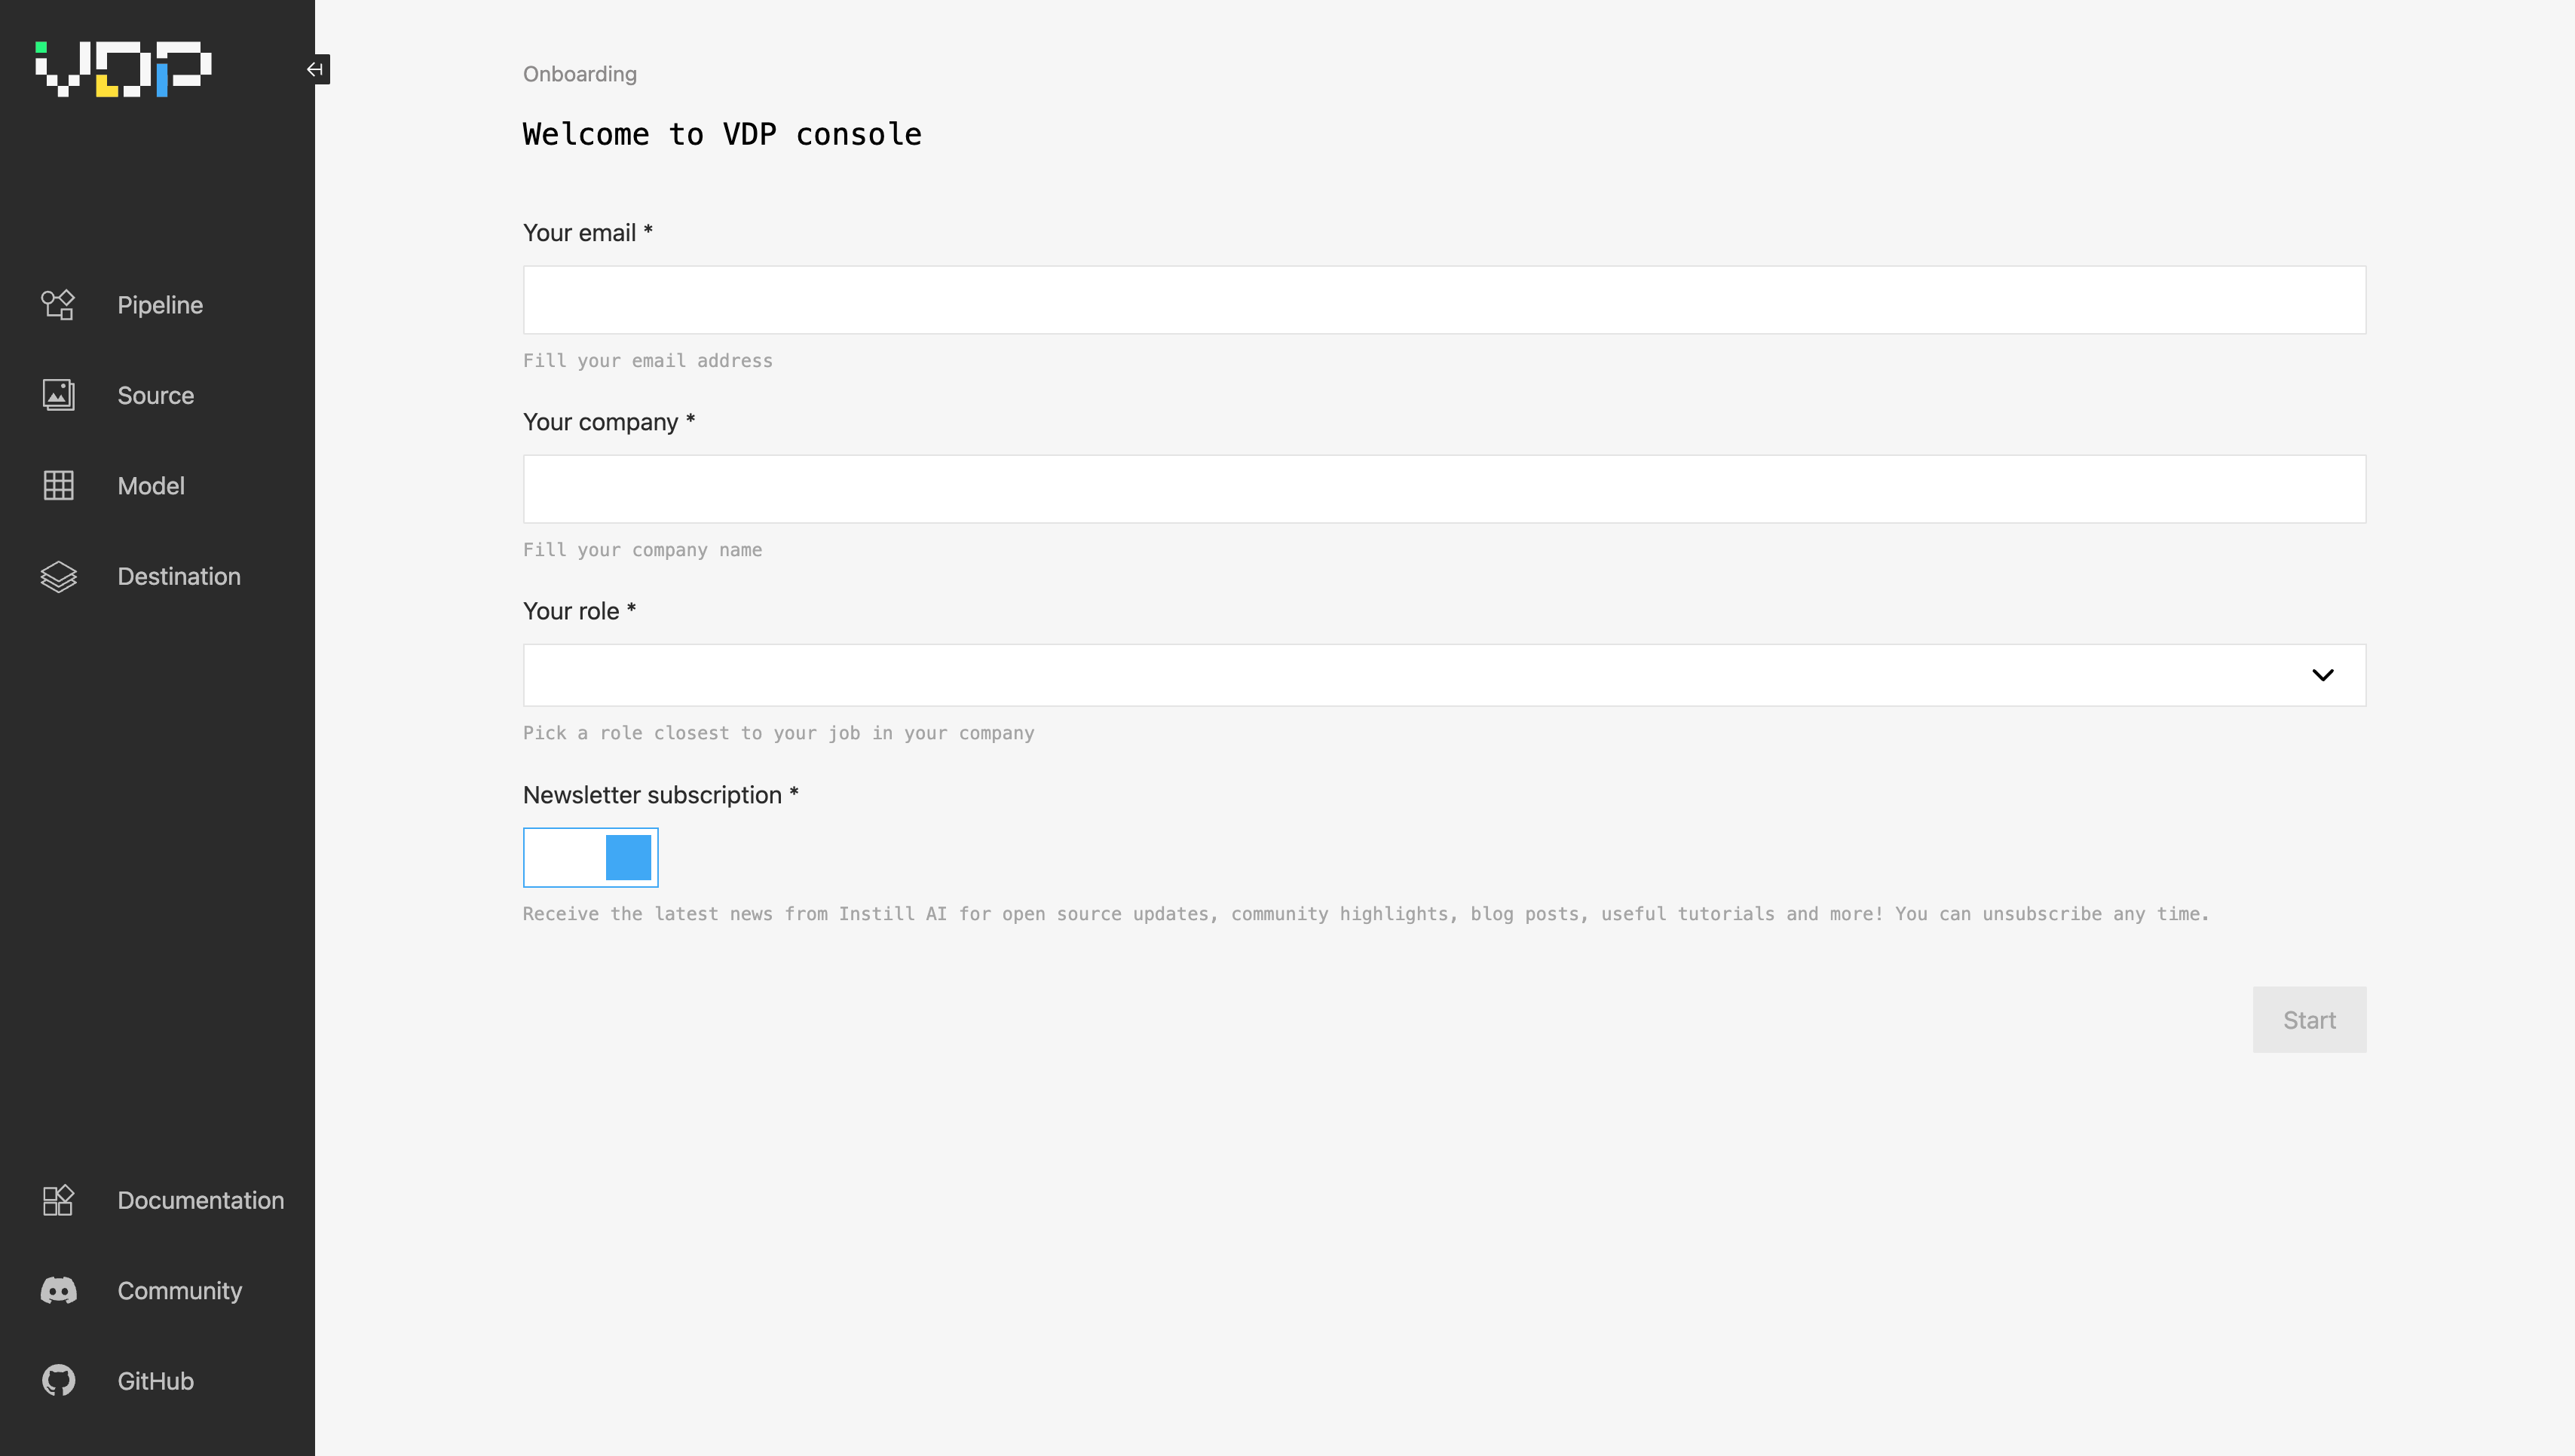 VDP
Pipeline
Source
Model
Destination
Documentation
Community
GitHub
Onboarding
Welcome to VDP console
Your email *
Fill your email address
Your company *
Fill your company name
Your role *
Pick a role closest to your job in your company
Newsletter subscription *
Receive the latest news from Instill AI for open source updates, community highlights, blog posts, useful tutorials and more! You can unsubscribe any time.
Start